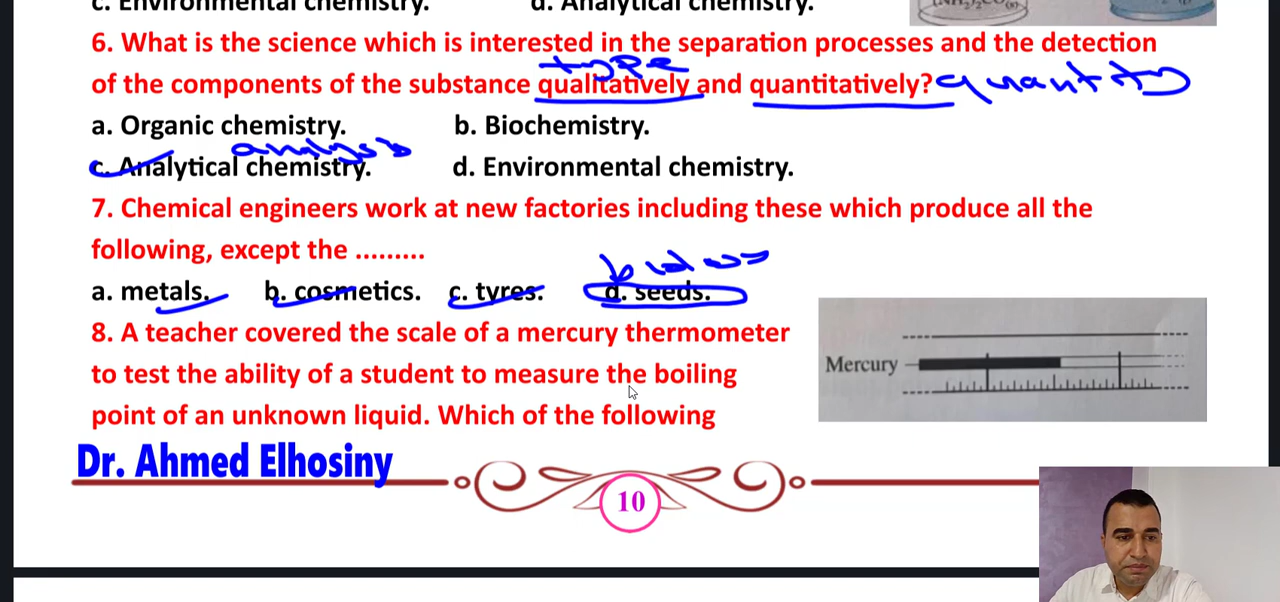 c. Environmental chemistry. d. Analytical chemistry.
6. What is the science which is interested in the separation processes and the detection
type
of the components of the substance qualitatively and quantitatively? quantity
a. Organic chemistry. b. Biochemistry.
analysis
c. Analytical chemistry. d. Environmental chemistry.
7. Chemical engineers work at new factories including these which produce all the
following, except the .........
a. metals. b. cosmetics. c. tyres. d. seeds.
8. A teacher covered the scale of a mercury thermometer
to test the ability of a student to measure the boiling
point of an unknown liquid. Which of the following
Mercury
Dr. Ahmed Elhosiny
10